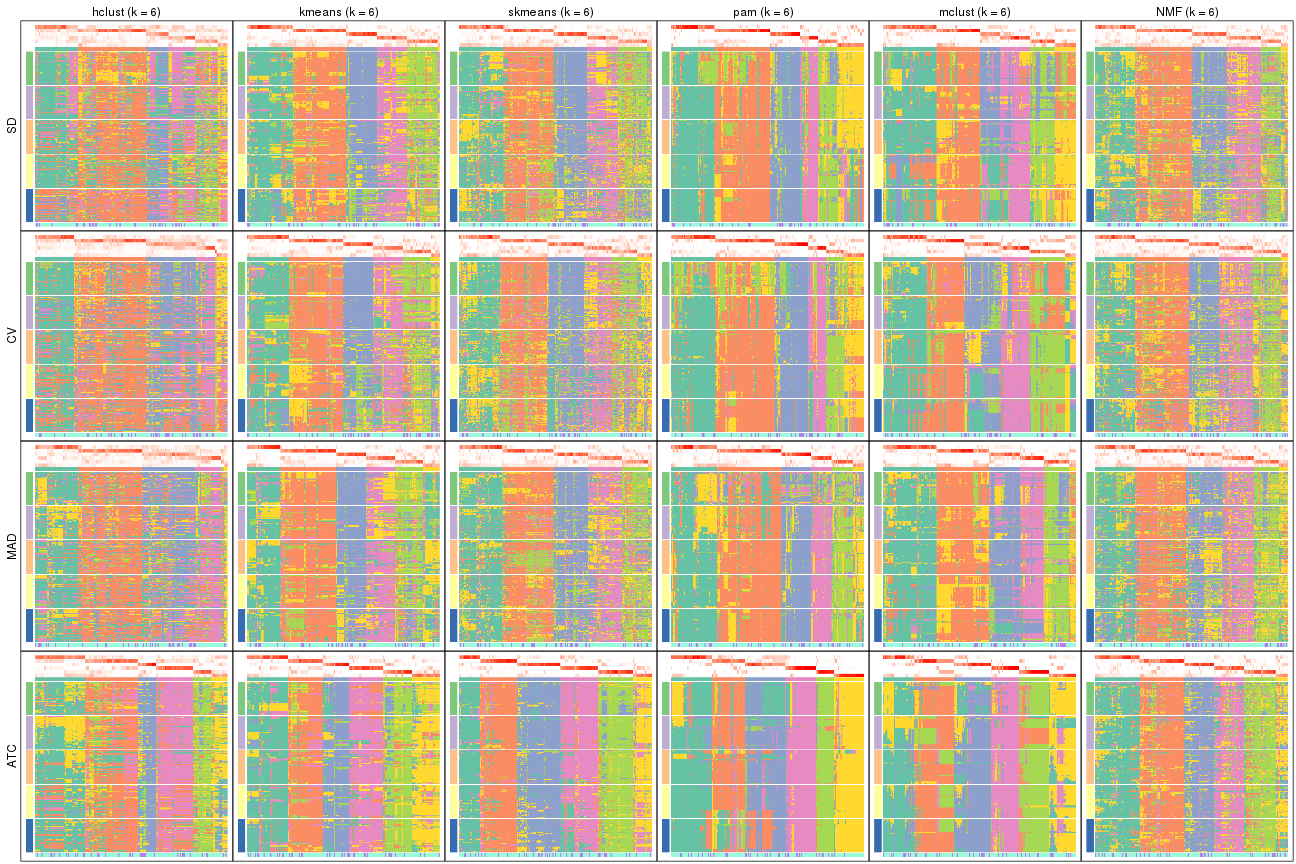 hclust (k = 6) kmeans (k = 6) skmeans (k = 6) pam (k = 6) mclust (k = 6) NMF (k = 6)
SD
CV
MAD
ATC